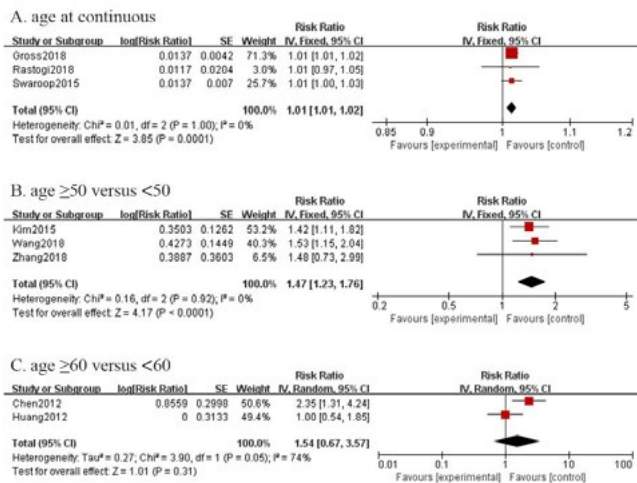 A. age at continuous
Risk Ratio Risk Ratio
Study or Subgroup log[Risk Ratio] SE Weight IV, Fixed, 95% CI IV, Fixed, 95% CI
Gross2018 0.0137 0.0042 71.3% 1.01 [1.01, 1.02]
Rastogi2018 0.0117 0.0204 3.0% 1.01 [0.97, 1.05]
Swaroop2015 0.0137 0.007 25.7% 1.01 [1.00, 1.03]
Total (95% CI) 100.0% 1.01 [1.01, 1.02]
Heterogeneity: Chi² = 0.01, df = 2 (P = 1.00); I² = 0%
Test for overall effect: Z = 3.85 (P = 0.0001)
0.85 0.9 1 1.1 1.2
Favours [experimental] Favours [control]
B. age ≥50 versus <50
Risk Ratio Risk Ratio
Study or Subgroup log[Risk Ratio] SE Weight IV, Fixed, 95% CI IV, Fixed, 95% CI
Kim2015 0.3503 0.1262 53.2% 1.42 [1.11, 1.82]
Wang2018 0.4273 0.1449 40.3% 1.53 [1.15, 2.04]
Zhang2018 0.3887 0.3603 6.5% 1.48 [0.73, 2.99]
Total (95% CI) 100.0% 1.47 [1.23, 1.76]
Heterogeneity: Chi² = 0.16, df = 2 (P = 0.92); I² = 0%
Test for overall effect: Z = 4.17 (P < 0.0001)
0.2 0.5 1 2 5
Favours [experimental] Favours [control]
C. age ≥60 versus <60
Risk Ratio Risk Ratio
Study or Subgroup log[Risk Ratio] SE Weight IV, Random, 95% CI IV, Random, 95% CI
Chen2012 0.8559 0.2998 50.6% 2.35 [1.31, 4.24]
Huang2012 0 0.3133 49.4% 1.00 [0.54, 1.85]
Total (95% CI) 100.0% 1.54 [0.67, 3.57]
Heterogeneity: Tau² = 0.27; Chi² = 3.90, df = 1 (P = 0.05); I² = 74%
Test for overall effect: Z = 1.01 (P = 0.31)
0.01 0.1 1 10 100
Favours [experimental] Favours [control]